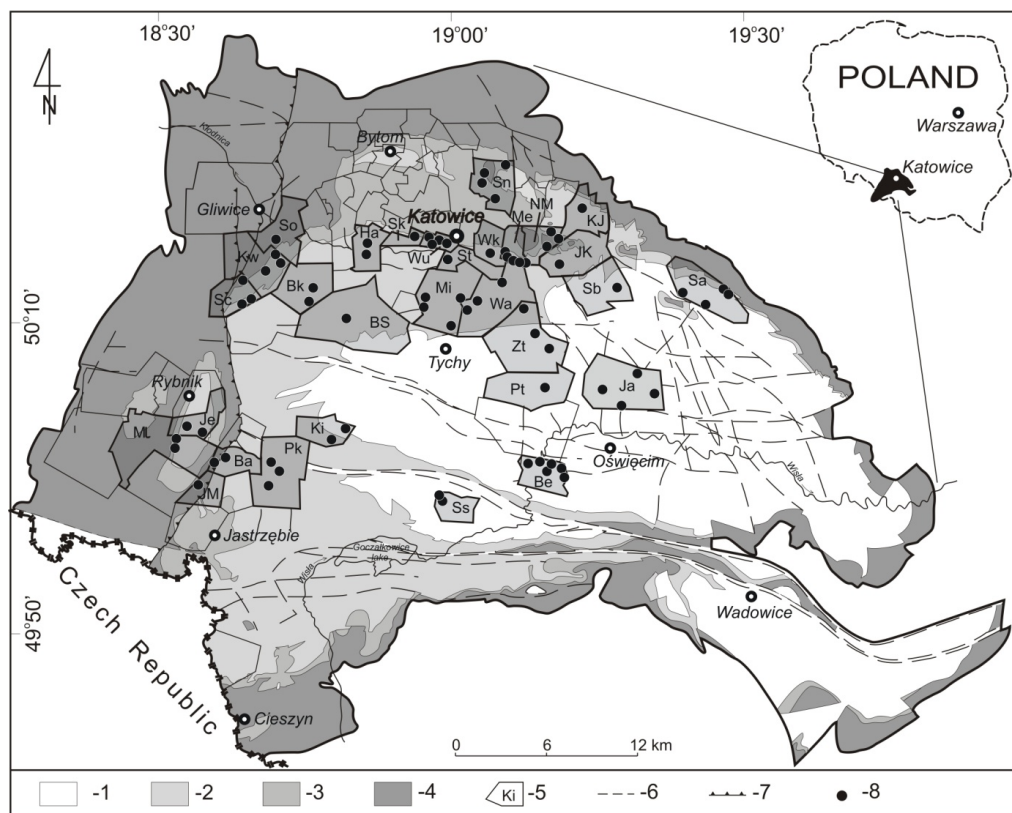 18°30’
19°00’
19°30’
N
POLAND
Warszawa
Katowice
Kłodnica
Bytom
Sn
NM
Gliwice
Katowice
Me
KJ
So
Sk
Ha
Wk
Kw
Wu
St
JK
Sc
Bk
Mi
Sb
Sa
Wa
50°10’
BS
Zt
Tychy
Rybnik
Pt
Ja
Je
Ki
ML
Ba
Pk
Oświęcim
Wisła
JM
Be
Ss
Jastrzębie
Goczałkowice
lake
Wisła
Czech Republic
49°50’
Wadowice
Cieszyn
0 6 12 km
-1 -2 -3 -4 Ki -5 -6 -7 -8